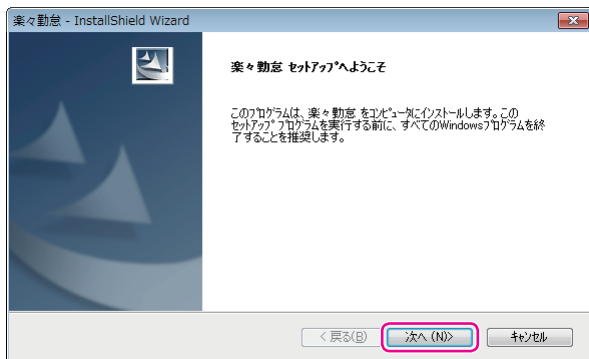 楽々勤怠 - InstallShield Wizard
楽々勤怠 ｾｯﾄｱｯﾌﾟへようこそ
このﾌﾟﾛｸﾞﾗﾑは、楽々勤怠 をｺﾝﾋﾟｭｰﾀにｲﾝｽﾄｰﾙします。この
ｾｯﾄｱｯﾌﾟ ﾌﾟﾛｸﾞﾗﾑを実行する前に、すべてのWindowsﾌﾟﾛｸﾞﾗﾑを終
了することを推奨します。
< 戻る(B) 次へ (N)> ｷｬﾝｾﾙ